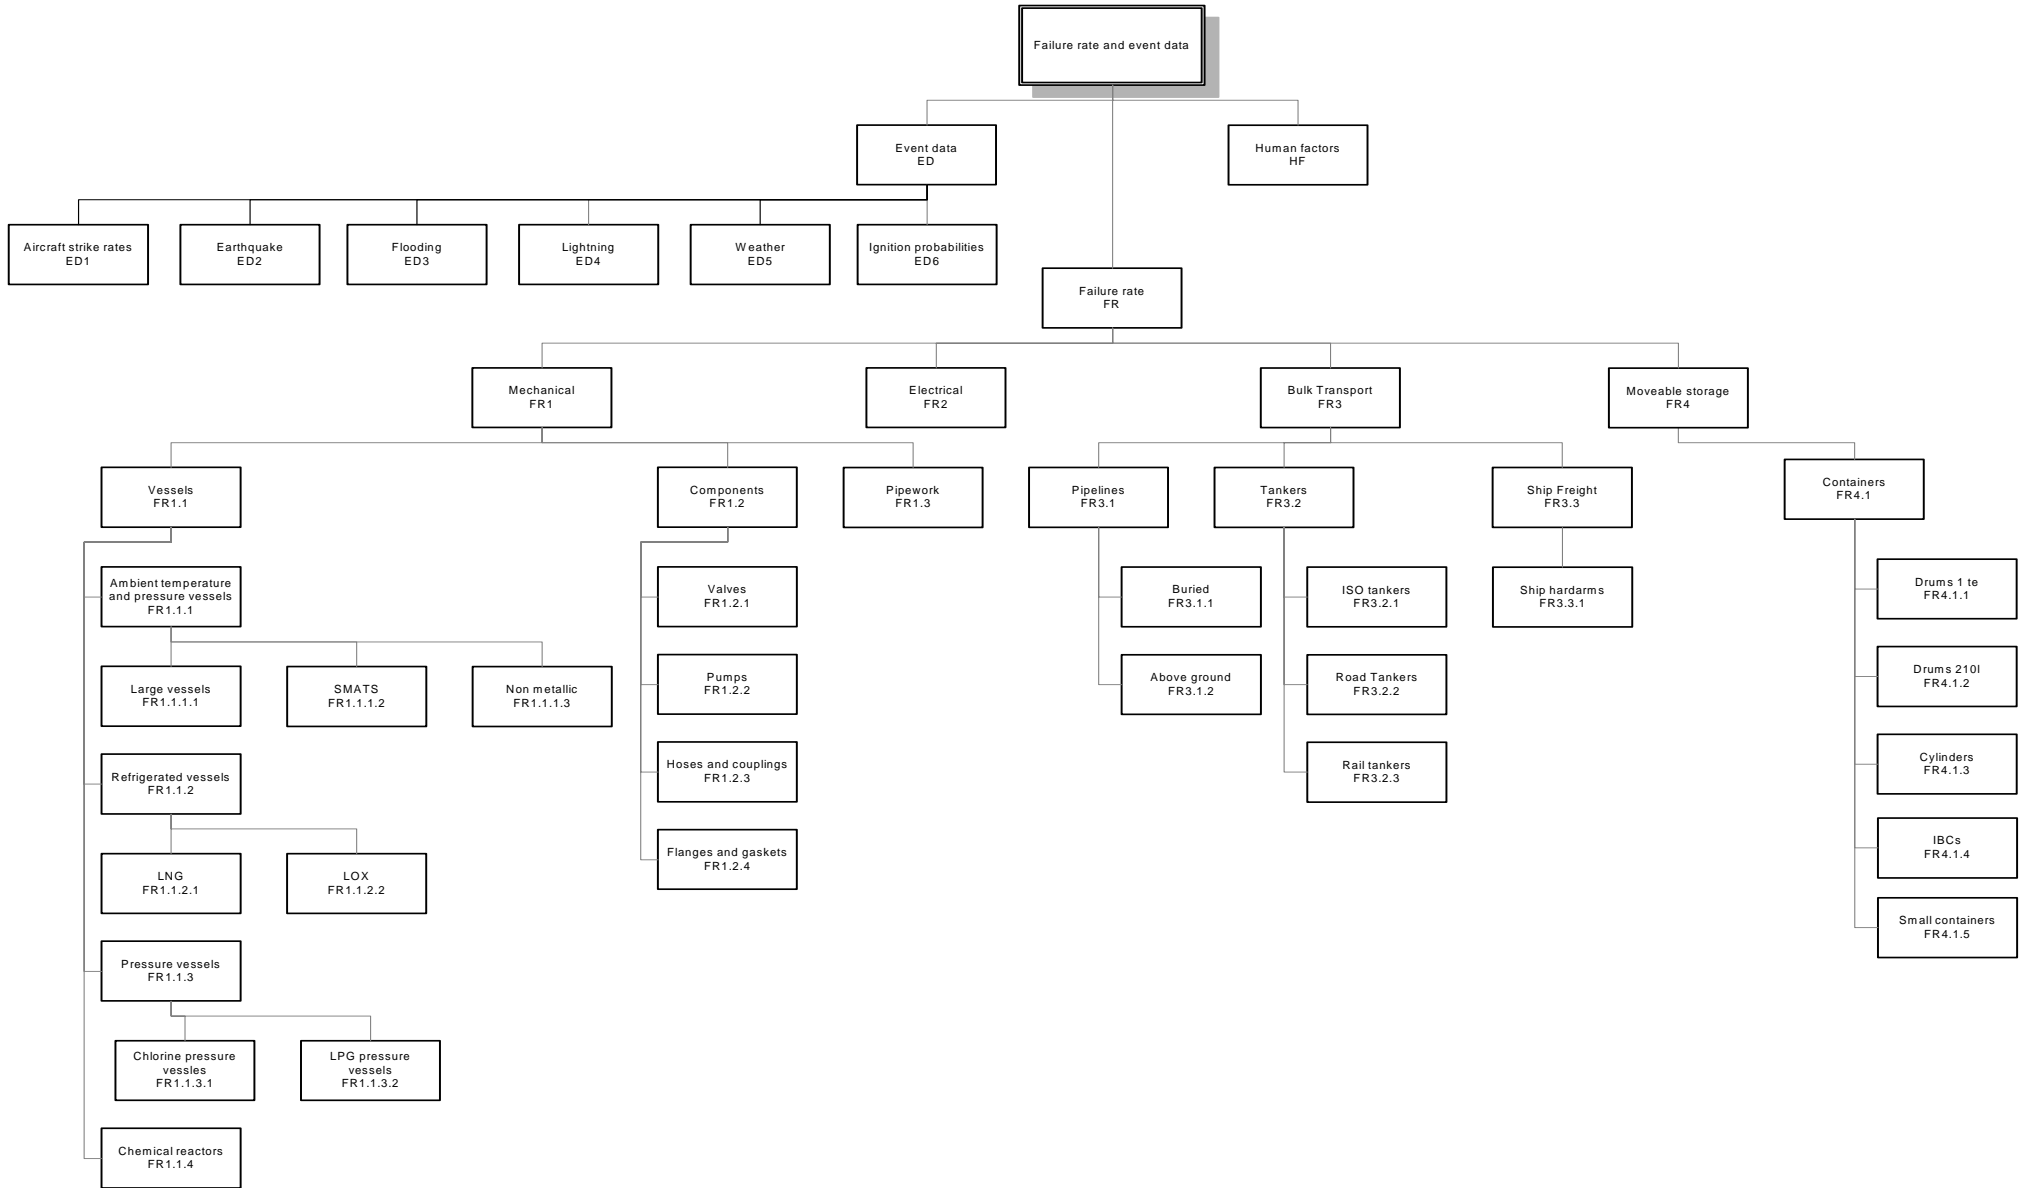 Failure rate and event data
Event data
ED
Human factors
HF
Aircraft strike rates
ED1
Earthquake
ED2
Flooding
ED3
Lightning
ED4
Weather
ED5
Ignition probabilities
ED6
Failure rate
FR
Mechanical
FR1
Electrical
FR2
Bulk Transport
FR3
Moveable storage
FR4
Vessels
FR1.1
Components
FR1.2
Pipework
FR1.3
Pipelines
FR3.1
Tankers
FR3.2
Ship Freight
FR3.3
Containers
FR4.1
Ambient temperature
and pressure vessels
FR1.1.1
Valves
FR1.2.1
Buried
FR3.1.1
ISO tankers
FR3.2.1
Ship hardarms
FR3.3.1
Drums 1 te
FR4.1.1
Large vessels
FR1.1.1.1
SMATS
FR1.1.1.2
Non metallic
FR1.1.1.3
Pumps
FR1.2.2
Above ground
FR3.1.2
Road Tankers
FR3.2.2
Drums 210l
FR4.1.2
Refrigerated vessels
FR1.1.2
Hoses and couplings
FR1.2.3
Rail tankers
FR3.2.3
Cylinders
FR4.1.3
LNG
FR1.1.2.1
LOX
FR1.1.2.2
Flanges and gaskets
FR1.2.4
IBCs
FR4.1.4
Small containers
FR4.1.5
Pressure vessels
FR1.1.3
Chlorine pressure
vessles
FR1.1.3.1
LPG pressure
vessels
FR1.1.3.2
Chemical reactors
FR1.1.4